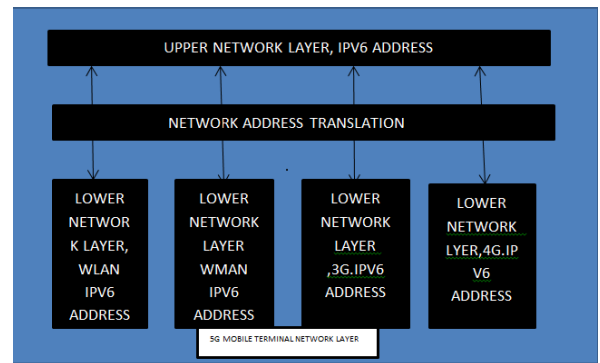 UPPER NETWORK LAYER, IPV6 ADDRESS
NETWORK ADDRESS TRANSLATION
LOWER
NETWOR
K LAYER,
WLAN
IPV6
ADDRESS
LOWER
NETWORK
LAYER
WMAN
IPV6
ADDRESS
LOWER
NETWORK
LAYER
,3G.IPV6
ADDRESS
LOWER
NETWORK
LYER,4G.IP
V6
ADDRESS
5G MOBILE TERMINAL NETWORK LAYER